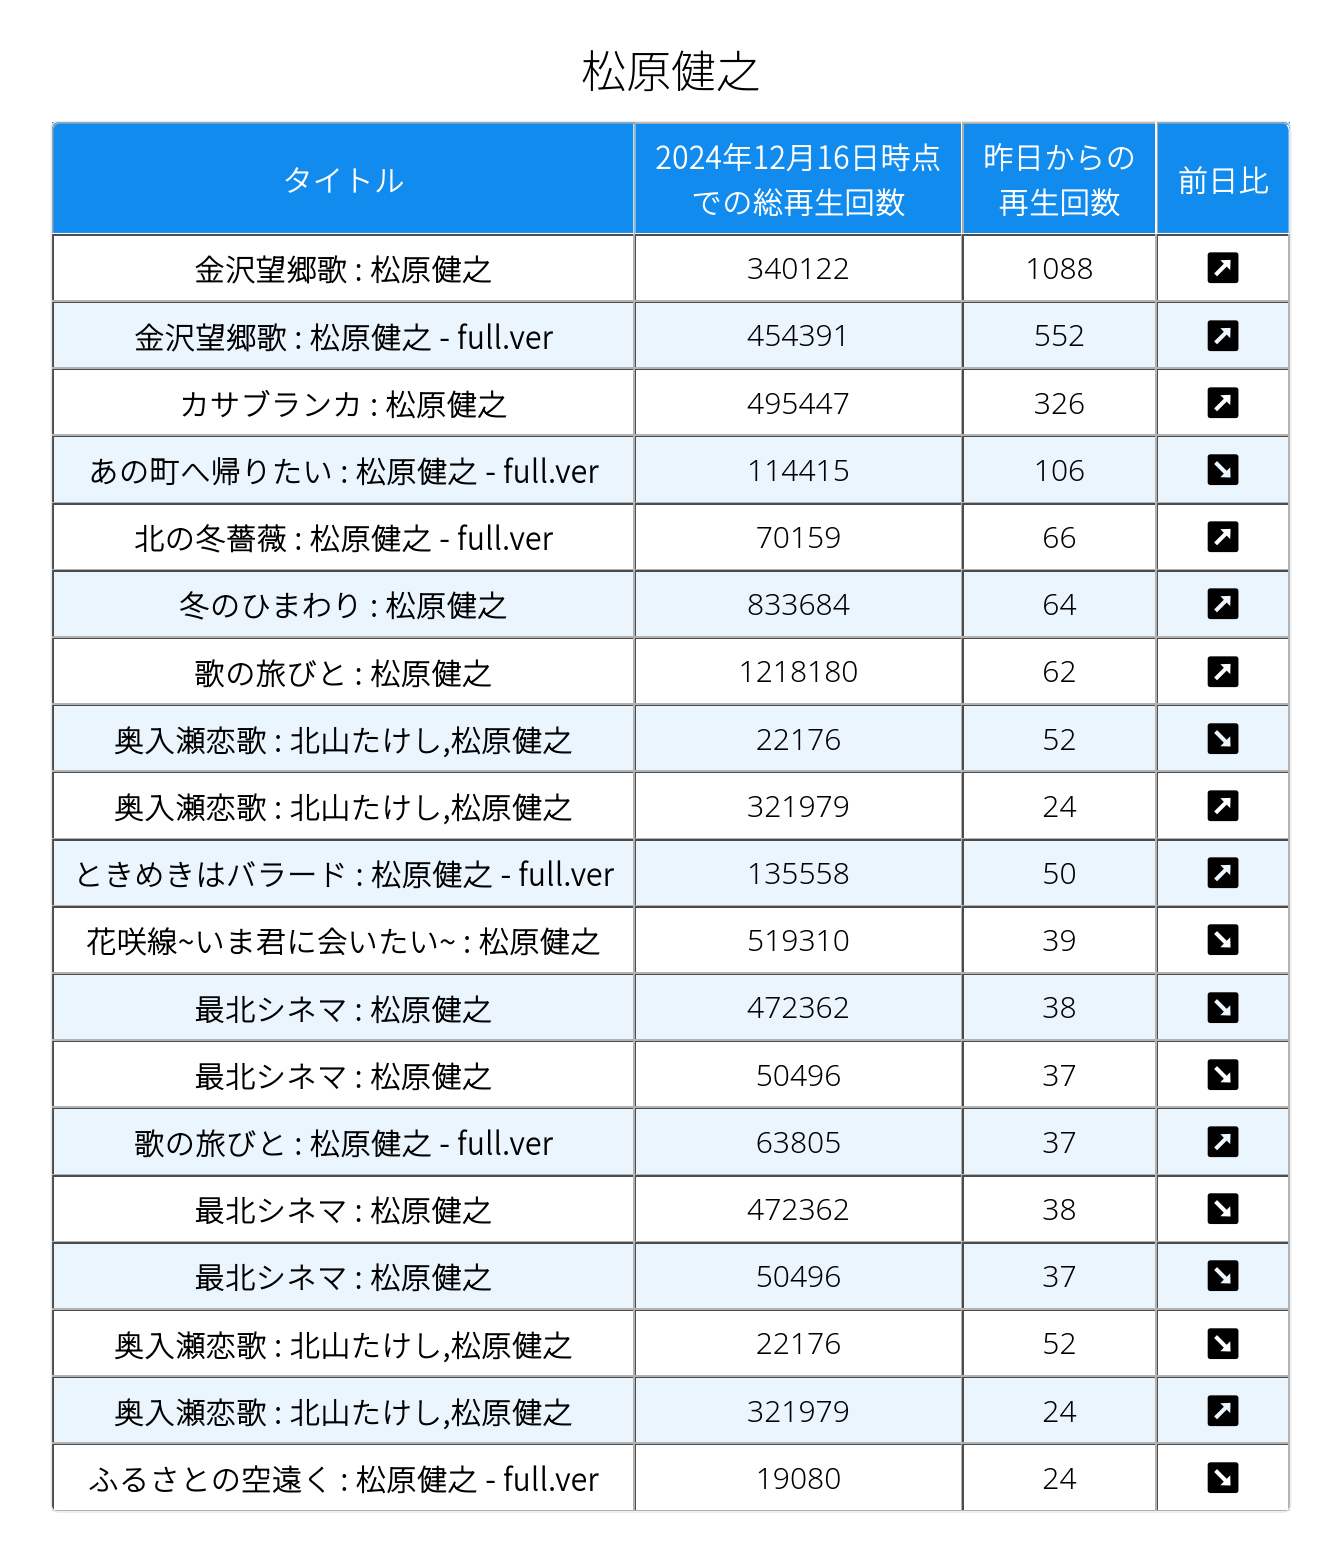 松原健之
タイトル 2024年12月16日時点での総再生回数 昨日からの再生回数 前日比
金沢望郷歌 : 松原健之 340122 1088 ↗
金沢望郷歌 : 松原健之 - full.ver 454391 552 ↗
カサブランカ : 松原健之 495447 326 ↗
あの町へ帰りたい : 松原健之 - full.ver 114415 106 ↘
北の冬薔薇 : 松原健之 - full.ver 70159 66 ↗
冬のひまわり : 松原健之 833684 64 ↗
歌の旅びと : 松原健之 1218180 62 ↗
奥入瀬恋歌 : 北山たけし,松原健之 22176 52 ↘
奥入瀬恋歌 : 北山たけし,松原健之 321979 24 ↗
ときめきはバラード : 松原健之 - full.ver 135558 50 ↗
花咲線~いま君に会いたい~ : 松原健之 519310 39 ↘
最北シネマ : 松原健之 472362 38 ↘
最北シネマ : 松原健之 50496 37 ↘
歌の旅びと : 松原健之 - full.ver 63805 37 ↗
最北シネマ : 松原健之 472362 38 ↘
最北シネマ : 松原健之 50496 37 ↘
奥入瀬恋歌 : 北山たけし,松原健之 22176 52 ↘
奥入瀬恋歌 : 北山たけし,松原健之 321979 24 ↗
ふるさとの空遠く : 松原健之 - full.ver 19080 24 ↘